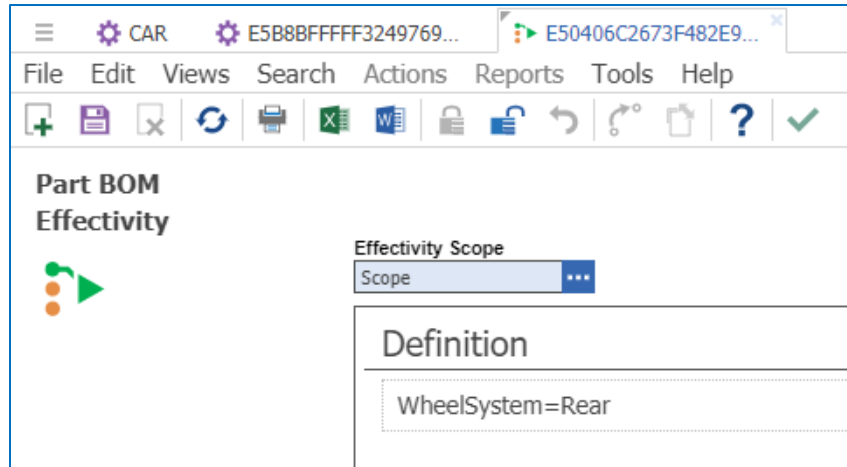 CAR E5B8BFFFFF3249769... E50406C2673F482E9...
File Edit Views Search Actions Reports Tools Help
Part BOM
Effectivity
Effectivity Scope
Scope
Definition
WheelSystem=Rear